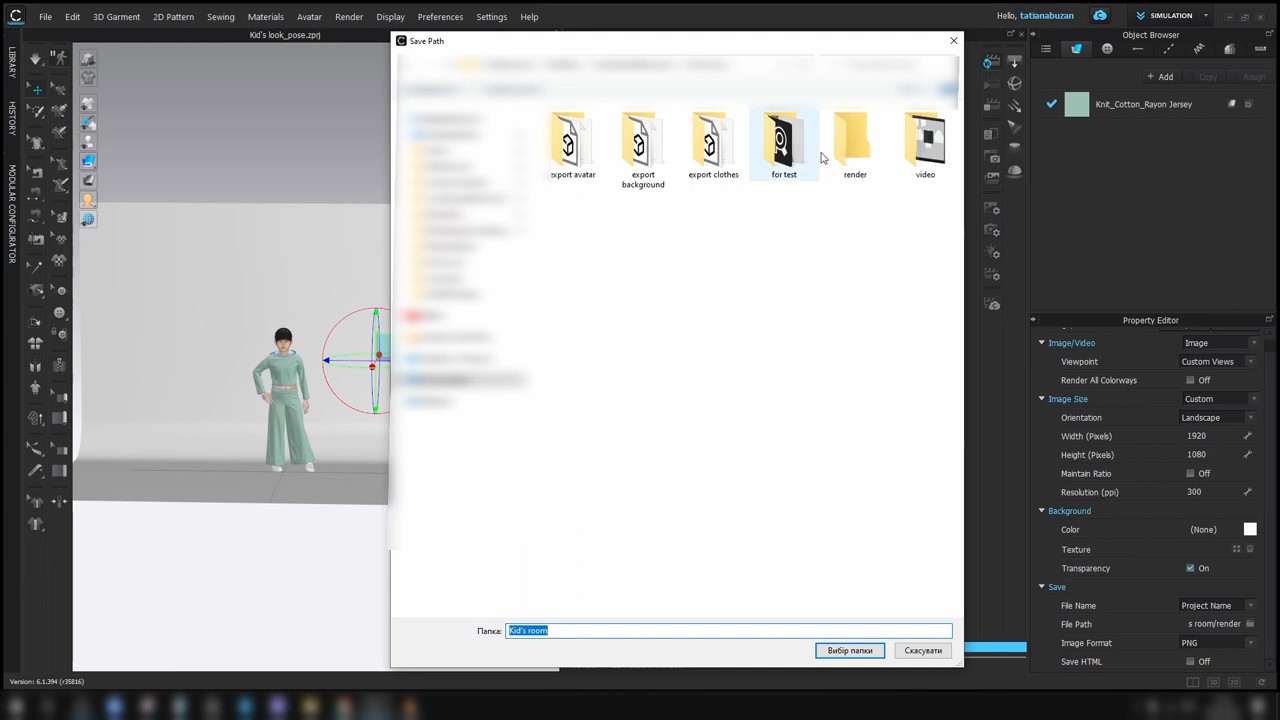 File Edit 3D Garment 2D Pattern Sewing Materials Avatar Render Display Preferences Settings Help
Hello, tatianabuzan SIMULATION
LIBRARY
HISTORY
MODULAR CONFIGURATOR
Kid's look_pose.zprj
Save Path
export avatar
export background
export clothes
for test
render
video
Папка: Kid's room
Вибір папки Скасувати
Object Browser
+ Add Copy Assign
Knit_Cotton_Rayon Jersey
Property Editor
Image/Video Image
Viewpoint Custom Views
Render All Colorways Off
Image Size Custom
Orientation Landscape
Width (Pixels) 1920
Height (Pixels) 1080
Maintain Ratio Off
Resolution (ppi) 300
Background
Color (None)
Texture
Transparency On
Save
File Name Project Name
File Path s room/render
Image Format PNG
Save HTML Off
Version: 6.1.394 (r35816)
3D 2D